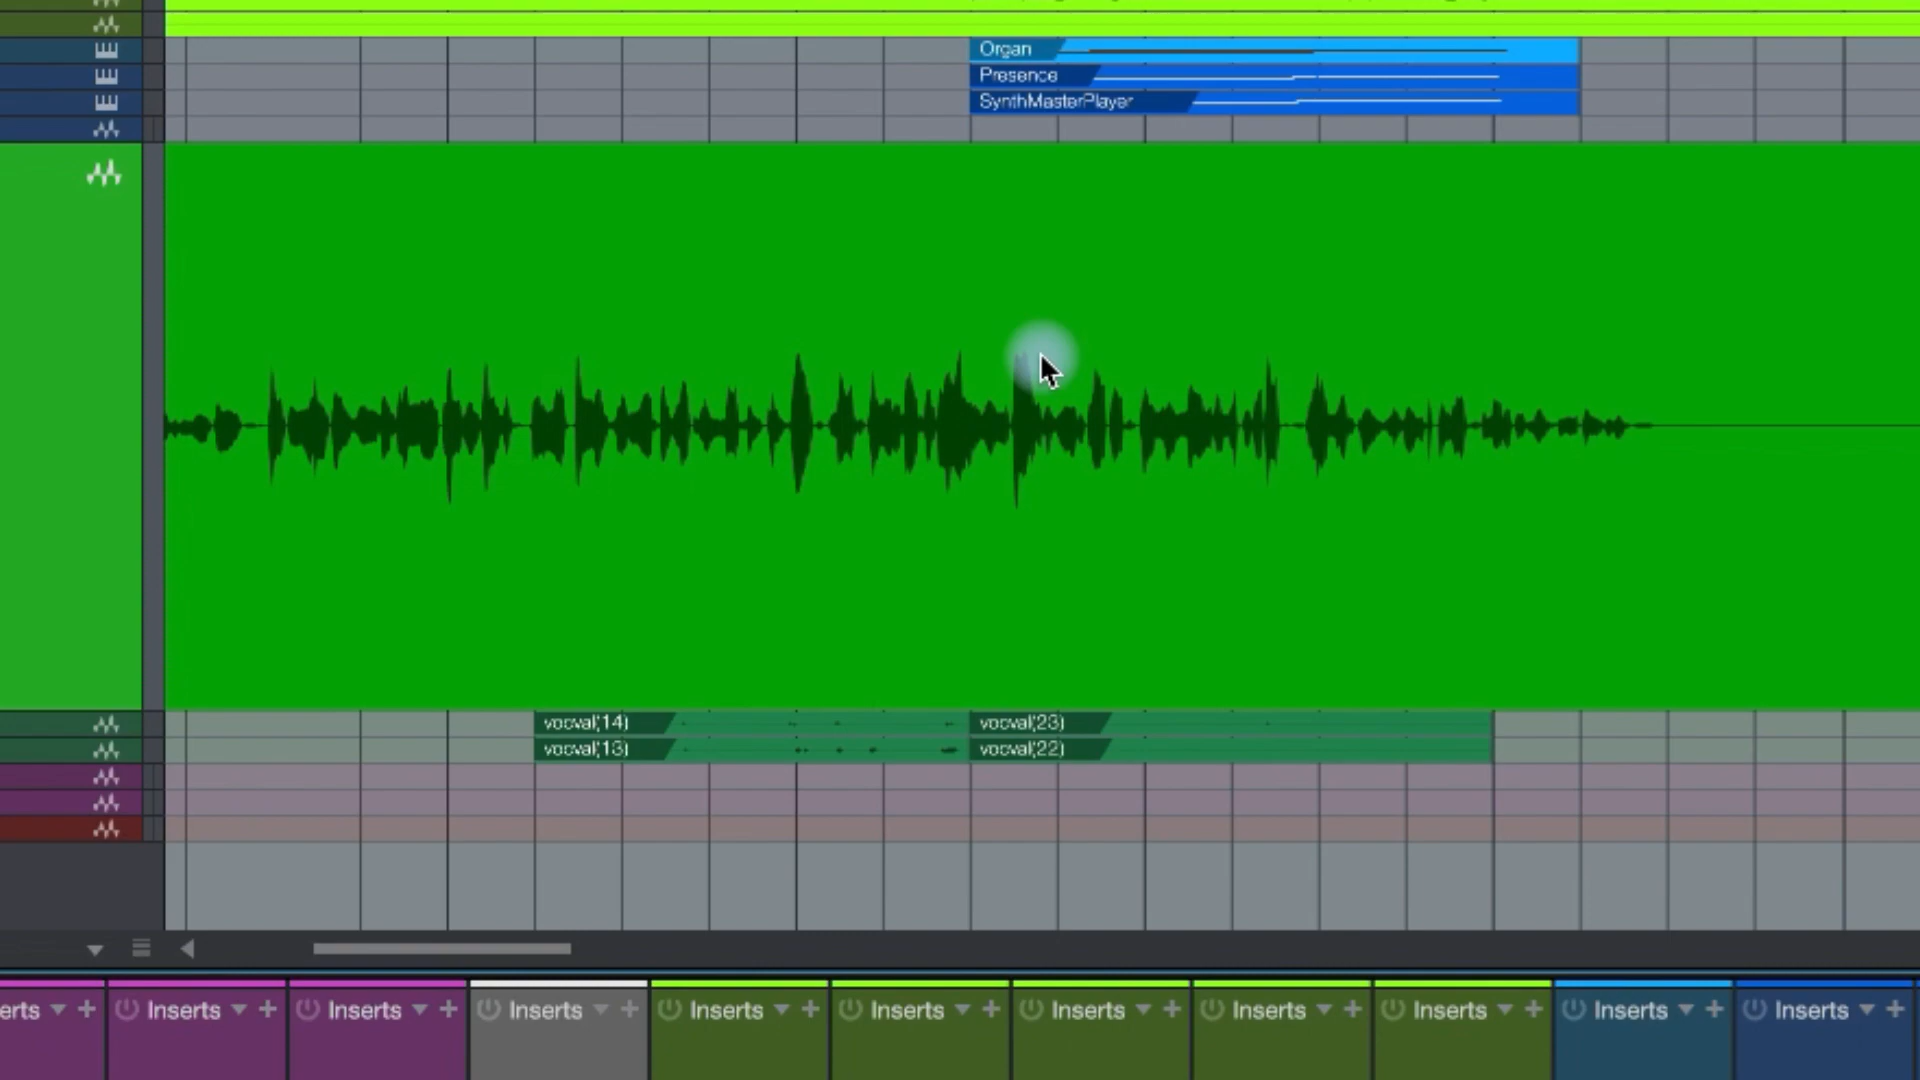 Organ
Presence
SynthMasterPlayer
vocval(14) vocval(23)
vocval(13) vocval(22)
erts Inserts Inserts Inserts Inserts Inserts Inserts Inserts Inserts Inserts Inserts